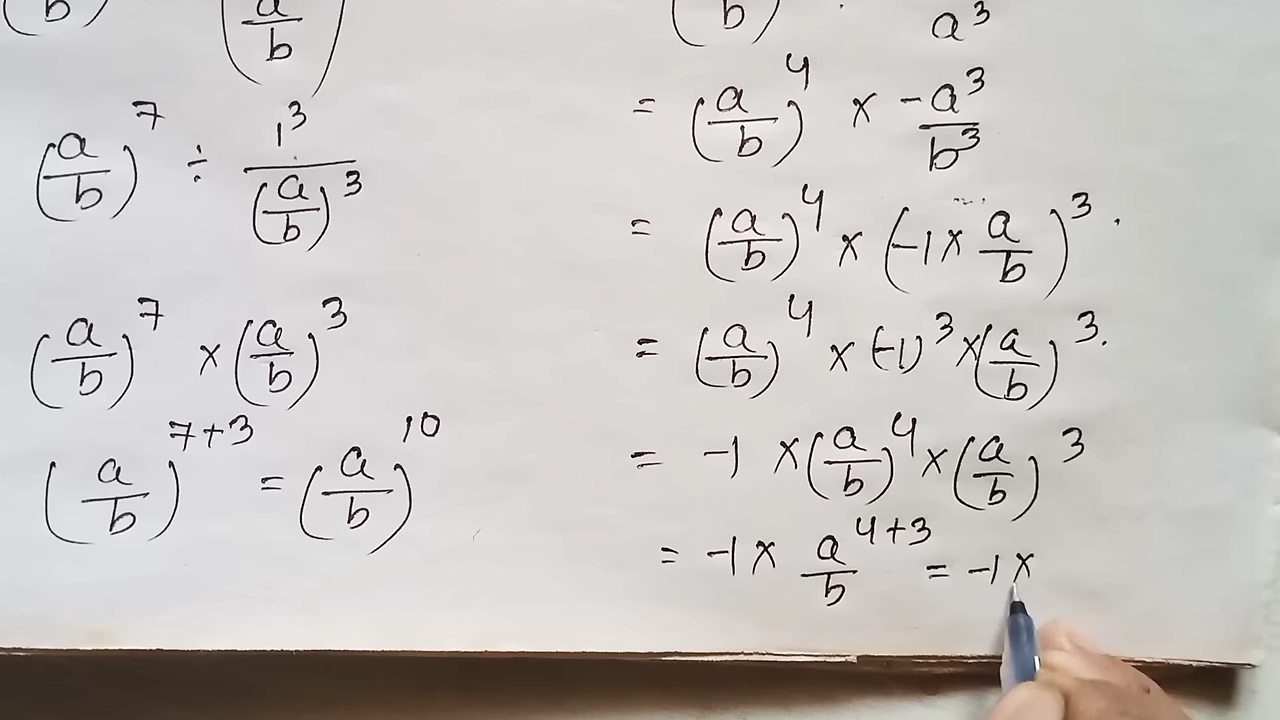 (a/b)
(a/b)^7 ÷ 1^3/(a/b)^3
(a/b)^7 × (a/b)^3
(a/b)^7+3 = (a/b)^10
b) . a^3
= (a/b)^4 × -a^3/b^3
= (a/b)^4 × (-1 × a/b)^3 .
= (a/b)^4 × (-1)^3 × (a/b)^3 .
= -1 × (a/b)^4 × (a/b)^3
= -1 × a^4+3/b = -1 ×